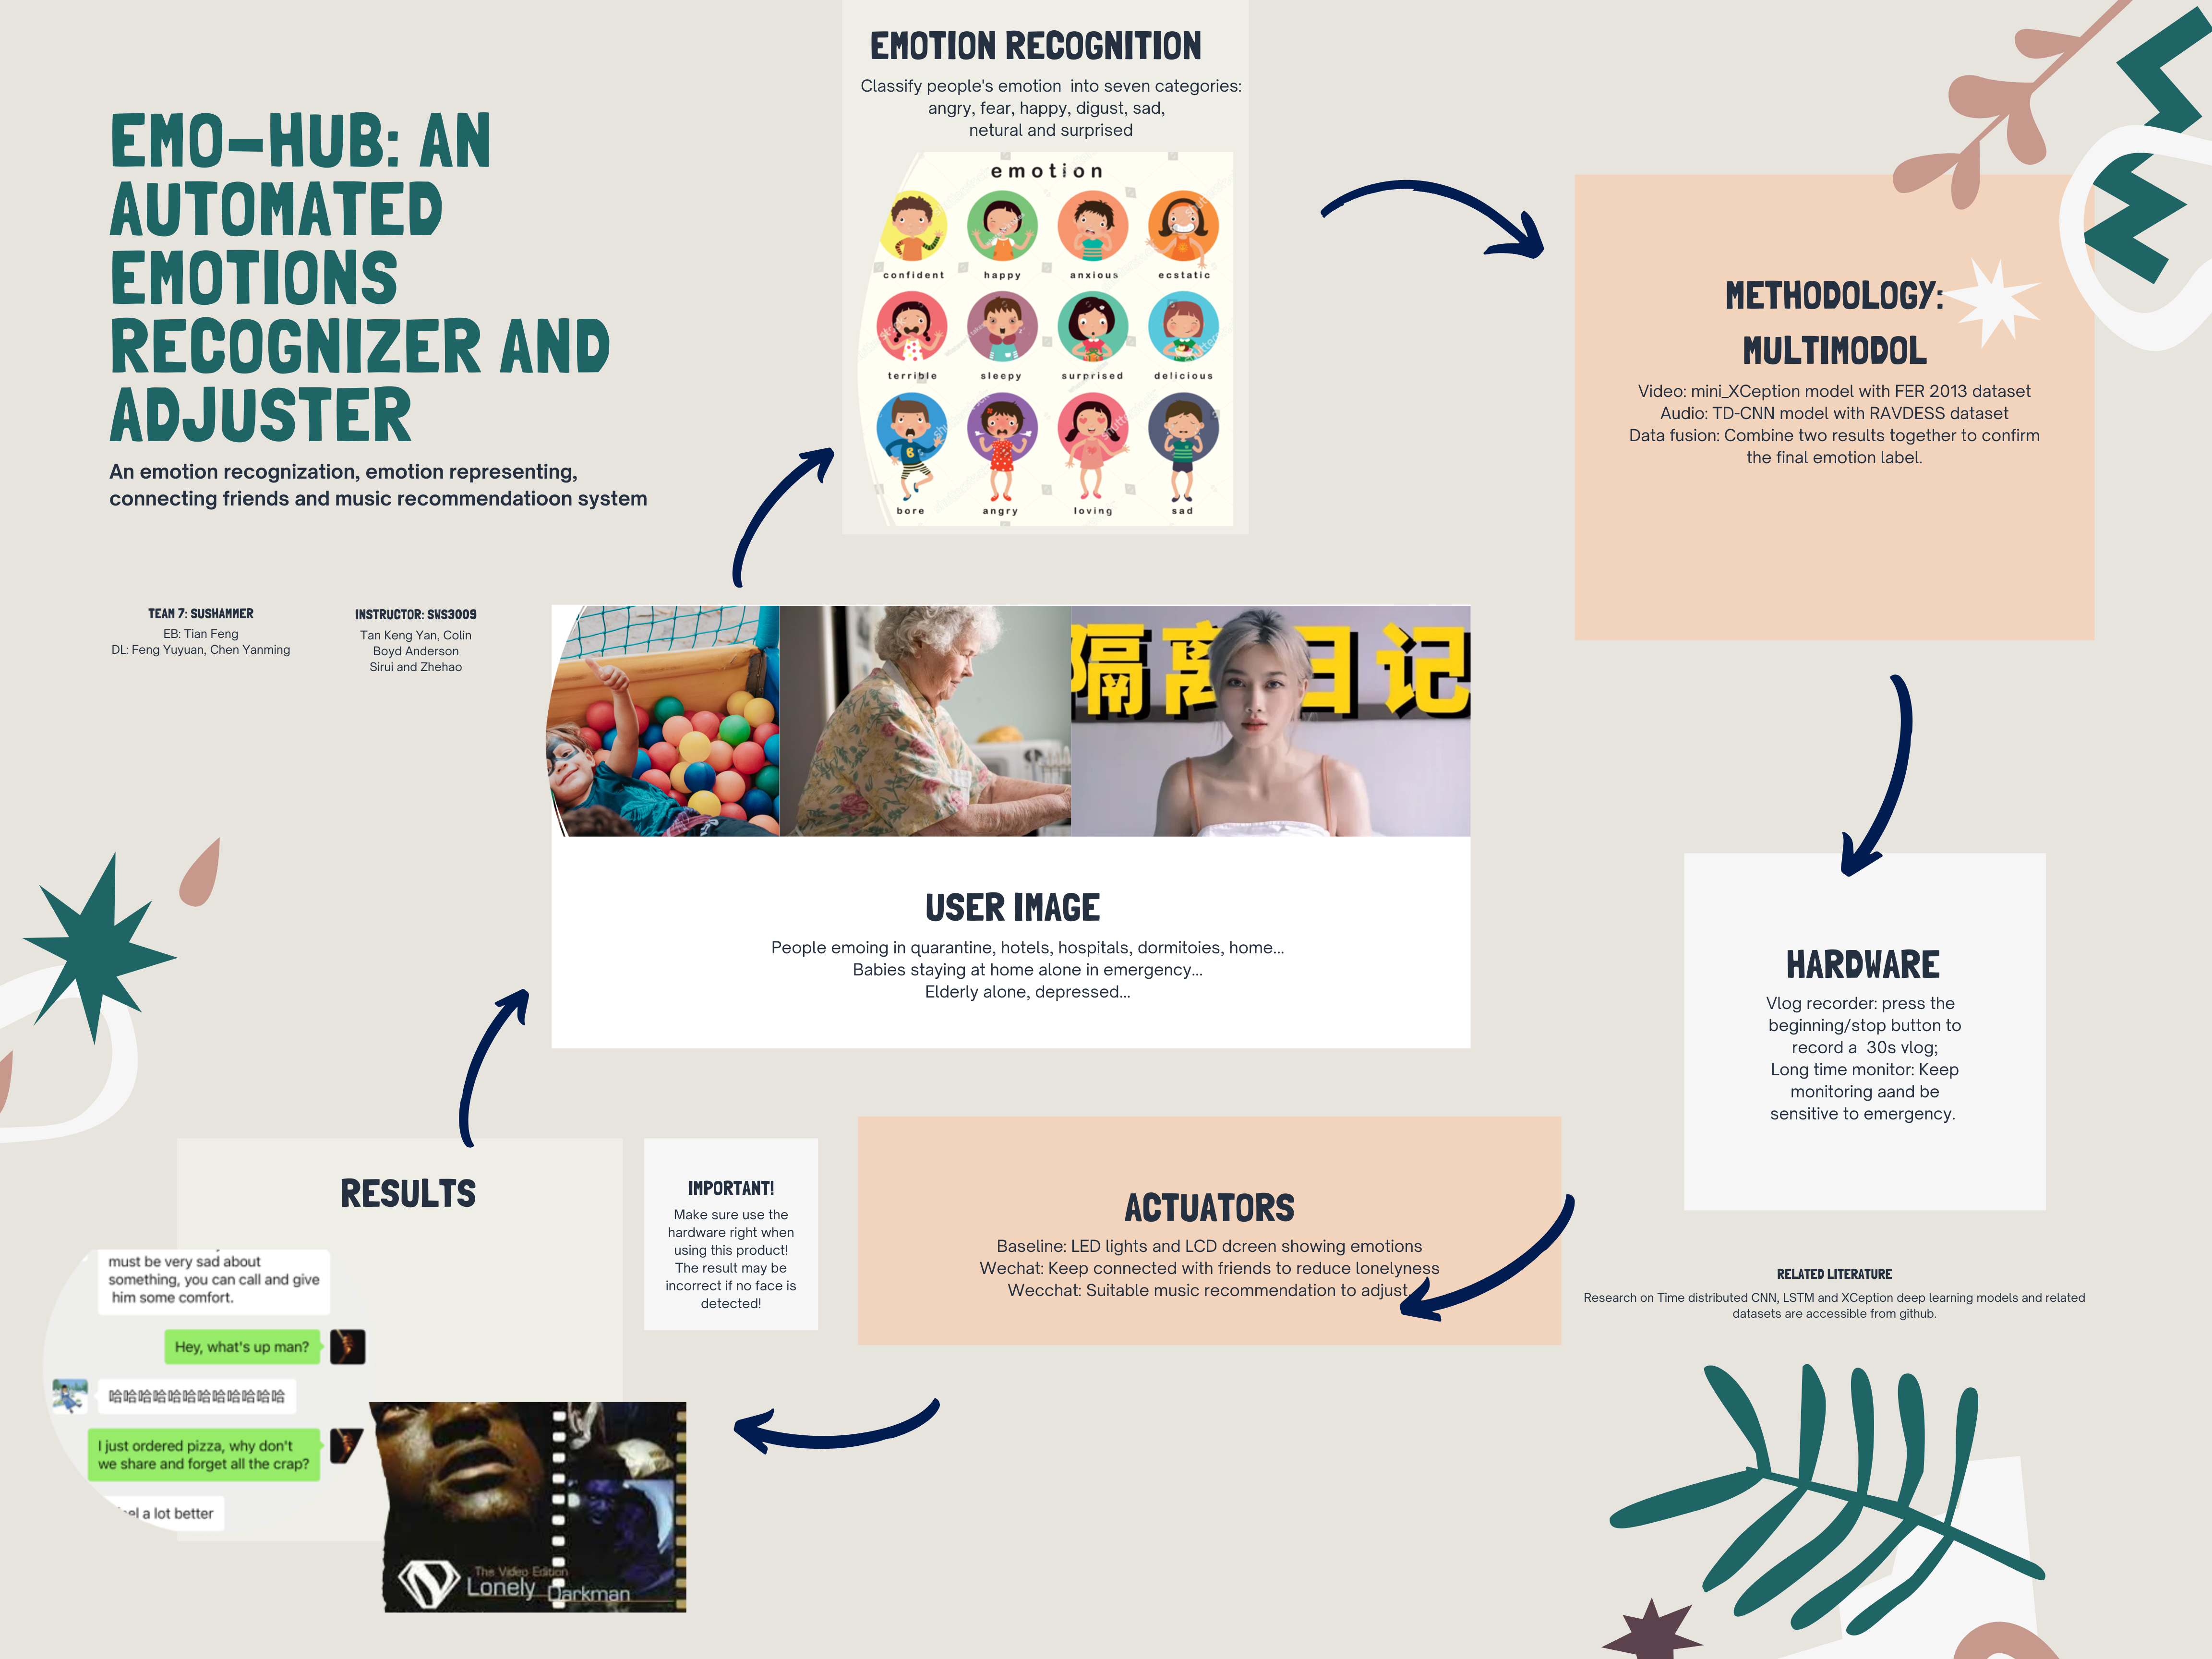 EMO-HUB: AN
AUTOMATED
EMOTIONS
RECOGNIZER AND
ADJUSTER
An emotion recognization, emotion representing,
connecting friends and music recommendatioon system
TEAM 7: SUSHAMMER
EB: Tian Feng
DL: Feng Yuyuan, Chen Yanming
INSTRUCTOR: SWS3009
Tan Keng Yan, Colin
Boyd Anderson
Sirui and Zhehao
EMOTION RECOGNITION
Classify people's emotion into seven categories:
angry, fear, happy, digust, sad,
netural and surprised
emotion
confident happy anxious ecstatic
terrible sleepy surprised delicious
bore angry loving sad
METHODOLOGY:
MULTIMODOL
Video: mini_XCeption model with FER 2013 dataset
Audio: TD-CNN model with RAVDESS dataset
Data fusion: Combine two results together to confirm
the final emotion label.
隔离日记
USER IMAGE
People emoing in quarantine, hotels, hospitals, dormitoies, home...
Babies staying at home alone in emergency...
Elderly alone, depressed...
HARDWARE
Vlog recorder: press the
beginning/stop button to
record a 30s vlog;
Long time monitor: Keep
monitoring aand be
sensitive to emergency.
RELATED LITERATURE
Research on Time distributed CNN, LSTM and XCeption deep learning models and related
datasets are accessible from github.
ACTUATORS
Baseline: LED lights and LCD dcreen showing emotions
Wechat: Keep connected with friends to reduce lonelyness
Wecchat: Suitable music recommendation to adjust.
IMPORTANT!
Make sure use the
hardware right when
using this product!
The result may be
incorrect if no face is
detected!
RESULTS
must be very sad about
something, you can call and give
him some comfort.
Hey, what's up man?
哈哈哈哈哈哈哈哈哈哈哈哈
I just ordered pizza, why don't
we share and forget all the crap?
a lot better
The Video Edition
Lonely Darkman